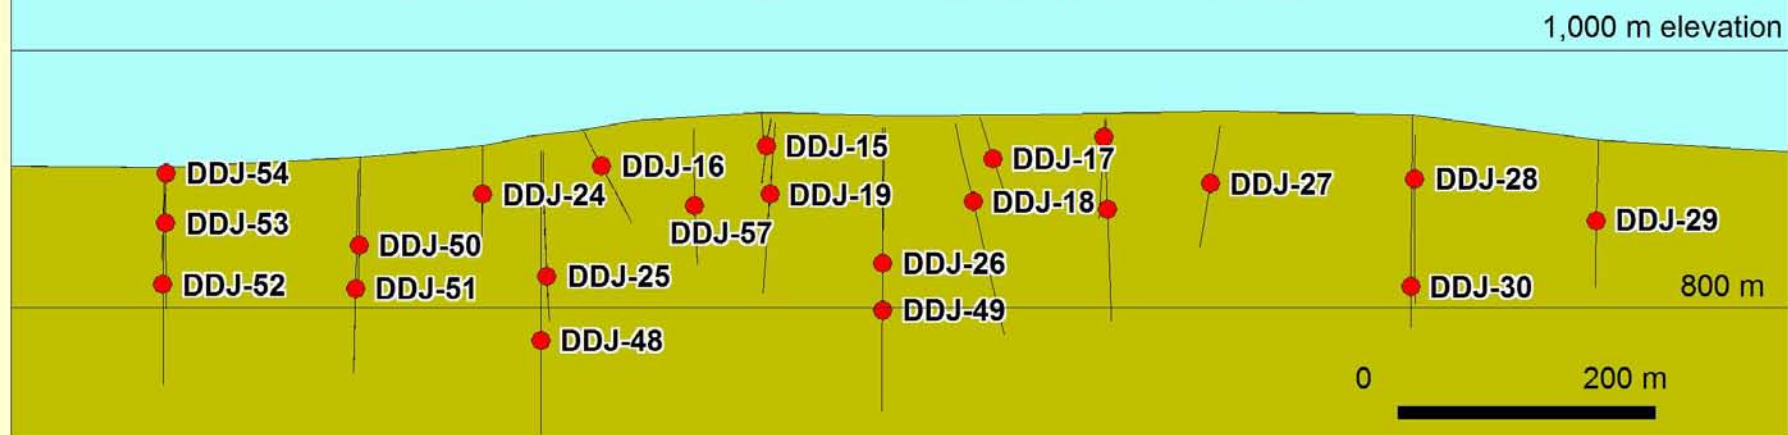 1,000 m elevation
DDJ-54
DDJ-53
DDJ-52
DDJ-50
DDJ-51
DDJ-24
DDJ-16
DDJ-57
DDJ-25
DDJ-48
DDJ-15
DDJ-19
DDJ-26
DDJ-49
DDJ-17
DDJ-18
DDJ-27
DDJ-28
DDJ-30
DDJ-29
800 m
0 200 m